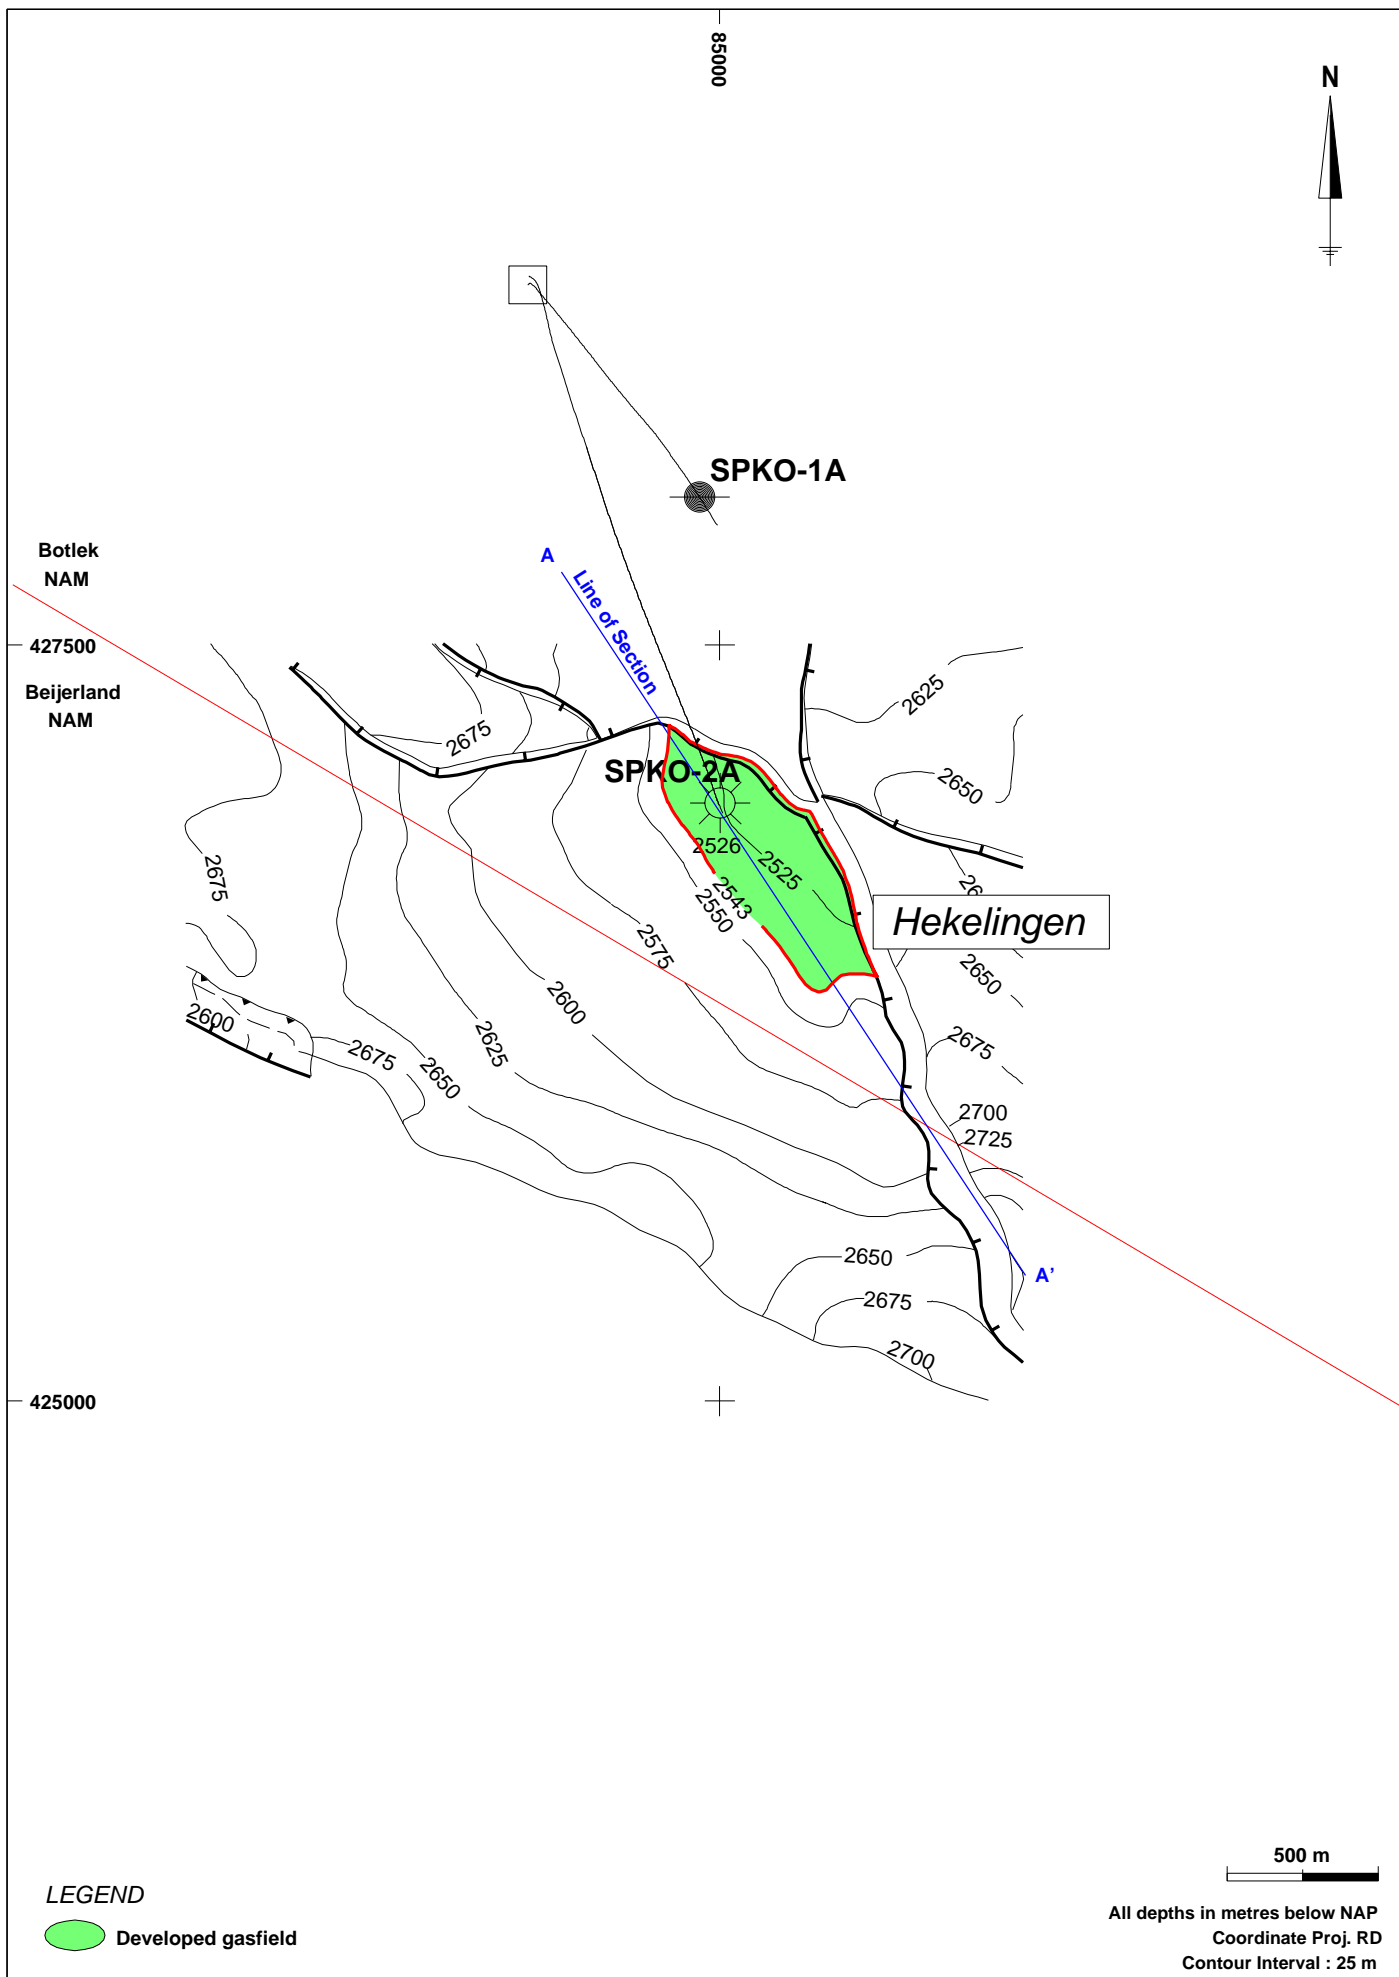 85000
N
SPKO-1A
Botlek
NAM
A
Line of Section
427500
Beijerland
NAM
2625
2675
SPKO-2A
2650
2526
2525
2675
2543
2550
Hekelingen
2575
2650
2600
2600
2625
2675
2675
2650
2700
2725
2650
A'
2675
2700
425000
500 m
LEGEND
Developed gasfield
All depths in metres below NAP
Coordinate Proj. RD
Contour Interval : 25 m